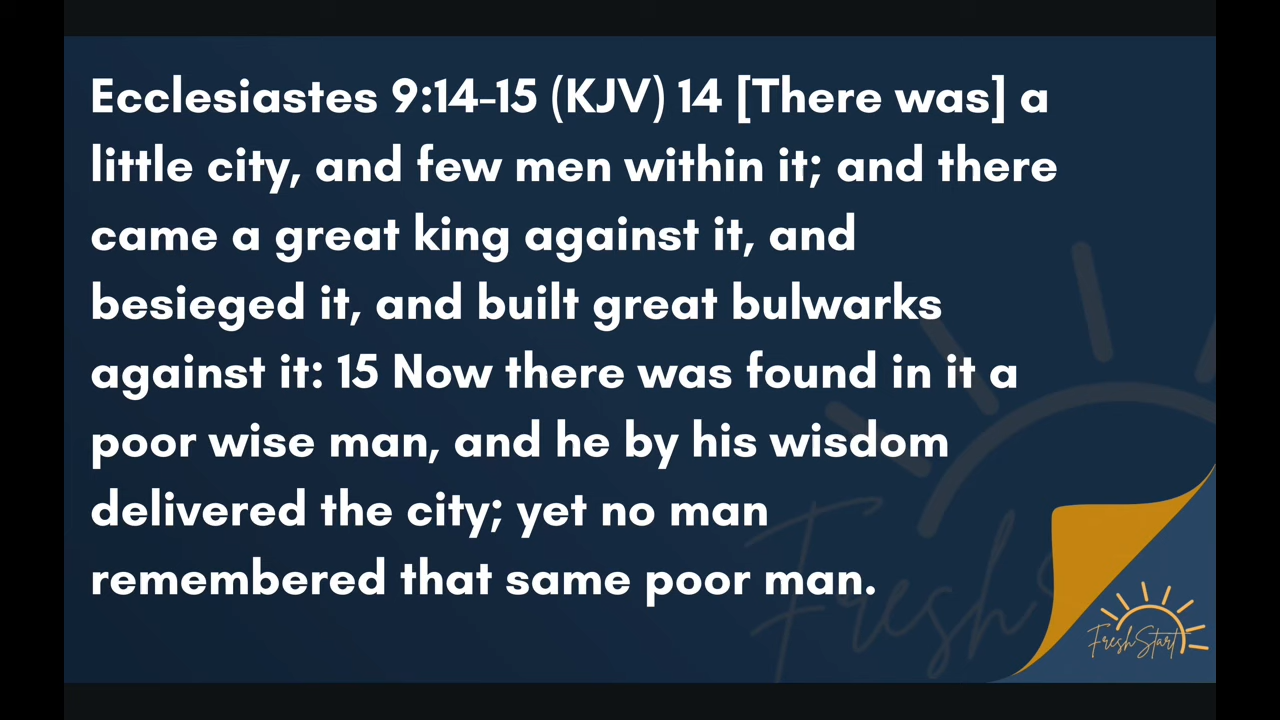 Ecclesiastes 9:14-15 (KJV) 14 [There was] a
little city, and few men within it; and there
came a great king against it, and
besieged it, and built great bulwarks
against it: 15 Now there was found in it a
poor wise man, and he by his wisdom
delivered the city; yet no man
remembered that same poor man.
FreshStart
FreshStart